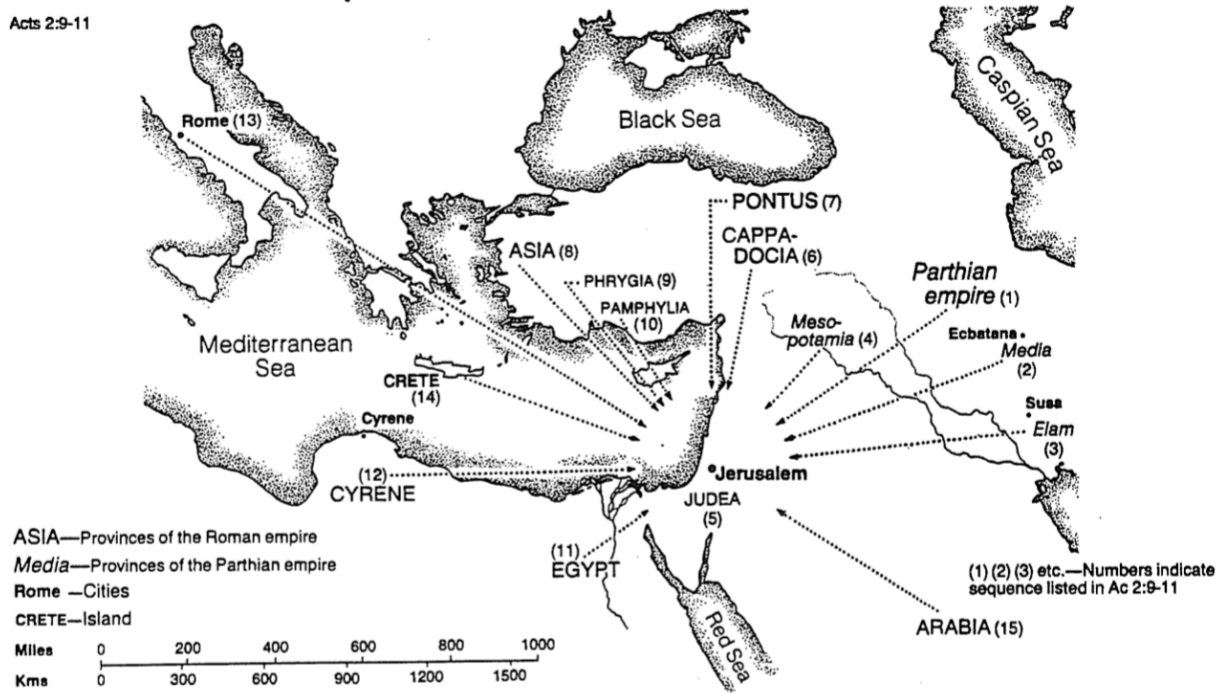 Acts 2:9-11
Caspian Sea
Black Sea
Rome (13)
PONTUS (7)
CAPPA-
DOCIA (6)
ASIA (8)
PHRYGIA (9)
PAMPHYLIA
(10)
Parthian
empire (1)
Meso-
potamia (4)
Ecbatana
Media
(2)
Mediterranean
Sea
CRETE
(14)
Susa
Elam
(3)
Cyrene
(12)
CYRENE
Jerusalem
JUDEA
(5)
(11)
EGYPT
Red Sea
ARABIA (15)
ASIA—Provinces of the Roman empire
Media—Provinces of the Parthian empire
Rome —Cities
CRETE—Island
(1) (2) (3) etc.—Numbers indicate
sequence listed in Ac 2:9-11
Miles 0 200 400 600 800 1000
Kms 0 300 600 900 1200 1500